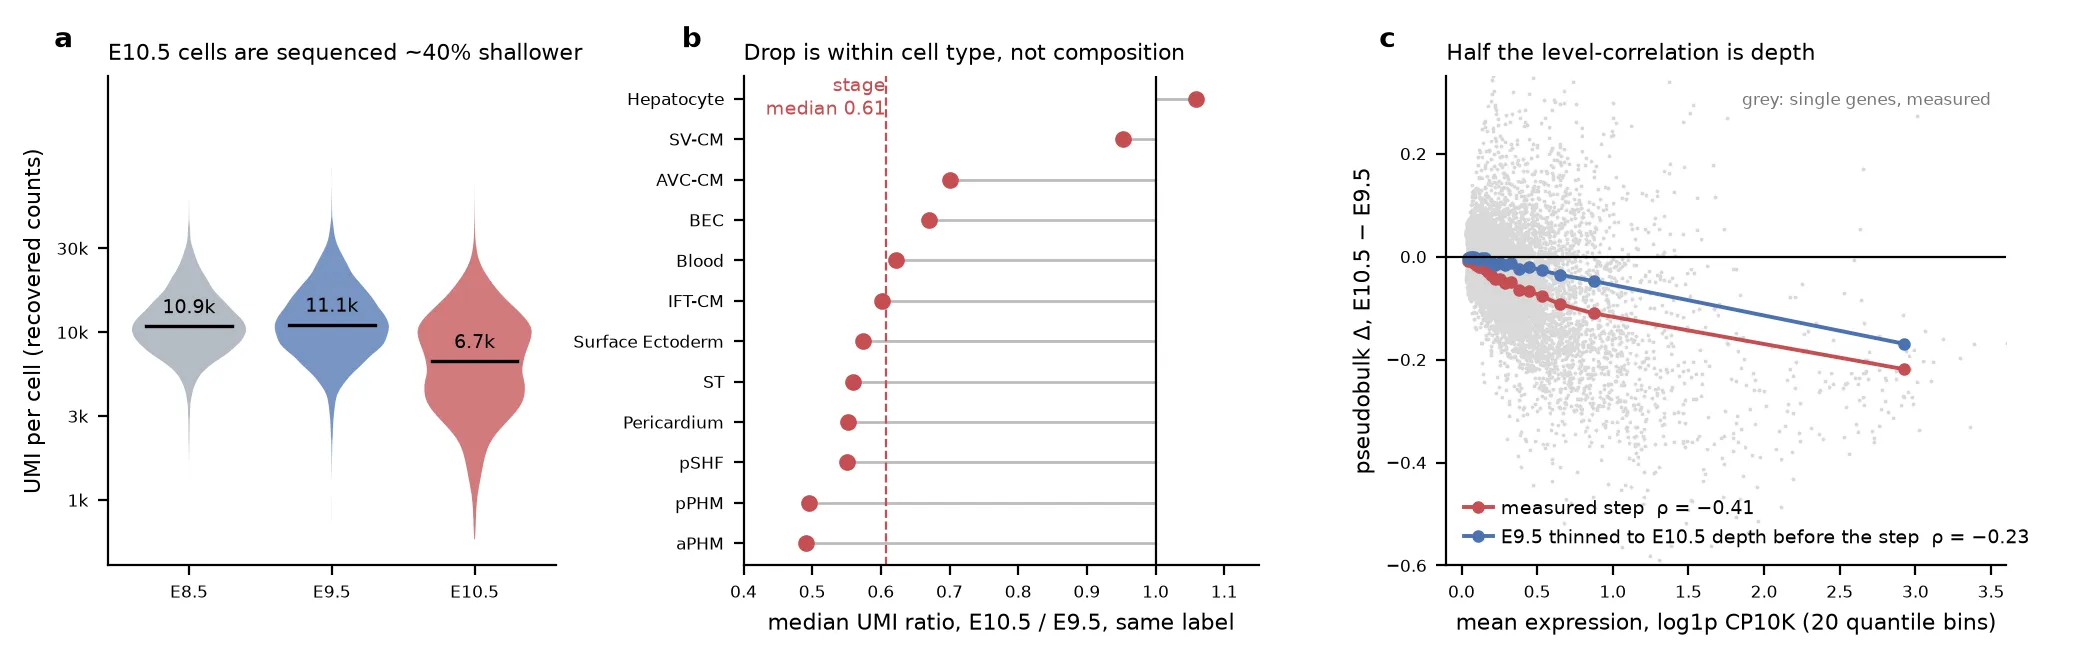 a
E10.5 cells are sequenced ~40% shallower
UMI per cell (recovered counts)
30k
10k
3k
1k
10.9k
11.1k
6.7k
E8.5
E9.5
E10.5
b
Drop is within cell type, not composition
stage
median 0.61
Hepatocyte
SV-CM
AVC-CM
BEC
Blood
IFT-CM
Surface Ectoderm
ST
Pericardium
pSHF
pPHM
aPHM
0.4
0.5
0.6
0.7
0.8
0.9
1.0
1.1
median UMI ratio, E10.5 / E9.5, same label
c
Half the level-correlation is depth
grey: single genes, measured
pseudobulk Δ, E10.5 − E9.5
0.2
0.0
−0.2
−0.4
−0.6
measured step ρ = −0.41
E9.5 thinned to E10.5 depth before the step ρ = −0.23
0.0
0.5
1.0
1.5
2.0
2.5
3.0
3.5
mean expression, log1p CP10K (20 quantile bins)